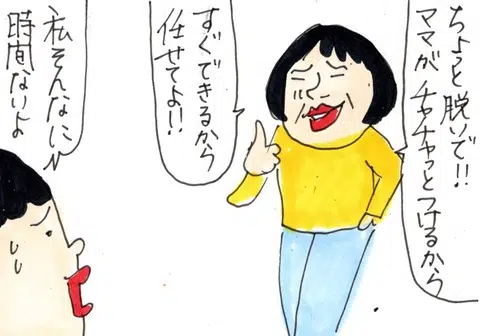 ちょっと脱いで!!
ママがチャチャっとつけるから
すぐできるから
任せてよ!!
私そんなに
時間ないよ